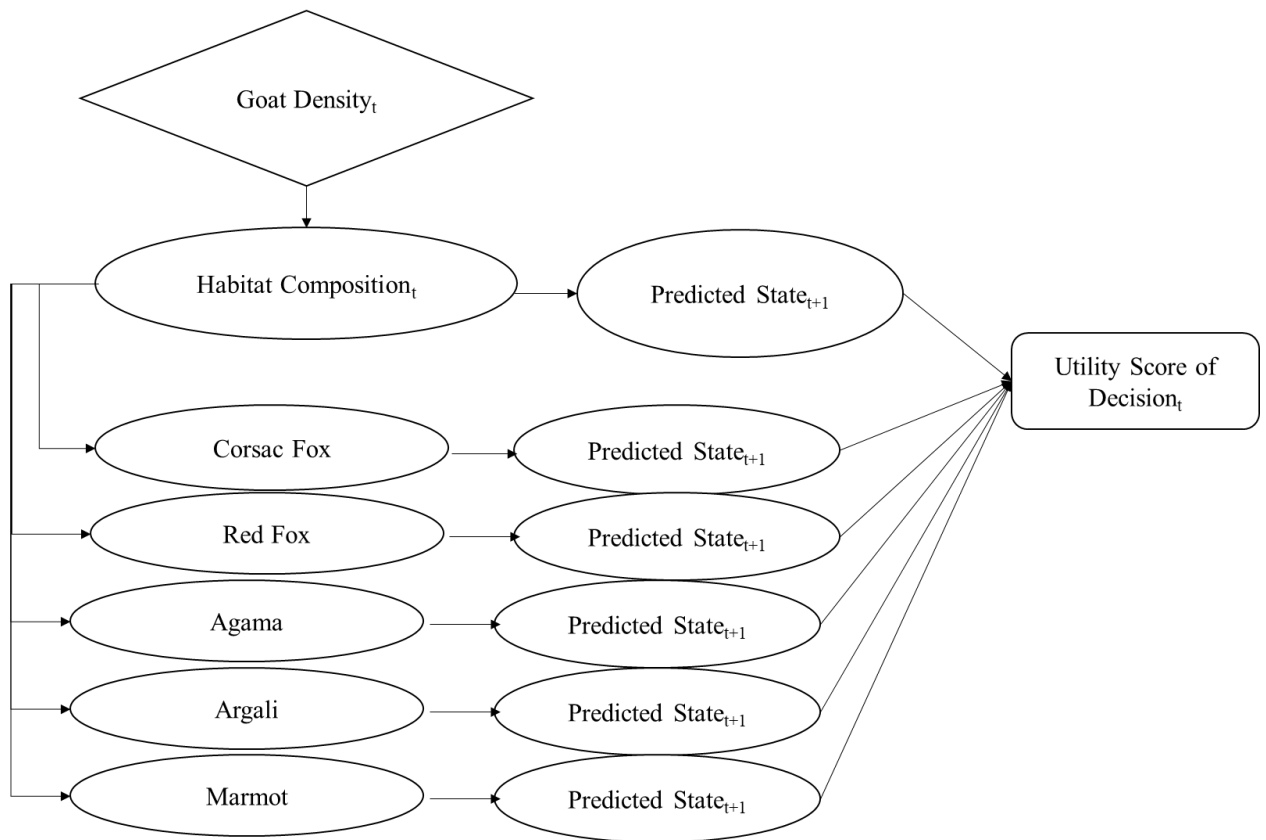 Goat Densityₜ
Habitat Compositionₜ
Predicted Stateₜ₊₁
Utility Score of
Decisionₜ
Corsac Fox
Predicted Stateₜ₊₁
Red Fox
Predicted Stateₜ₊₁
Agama
Predicted Stateₜ₊₁
Argali
Predicted Stateₜ₊₁
Marmot
Predicted Stateₜ₊₁